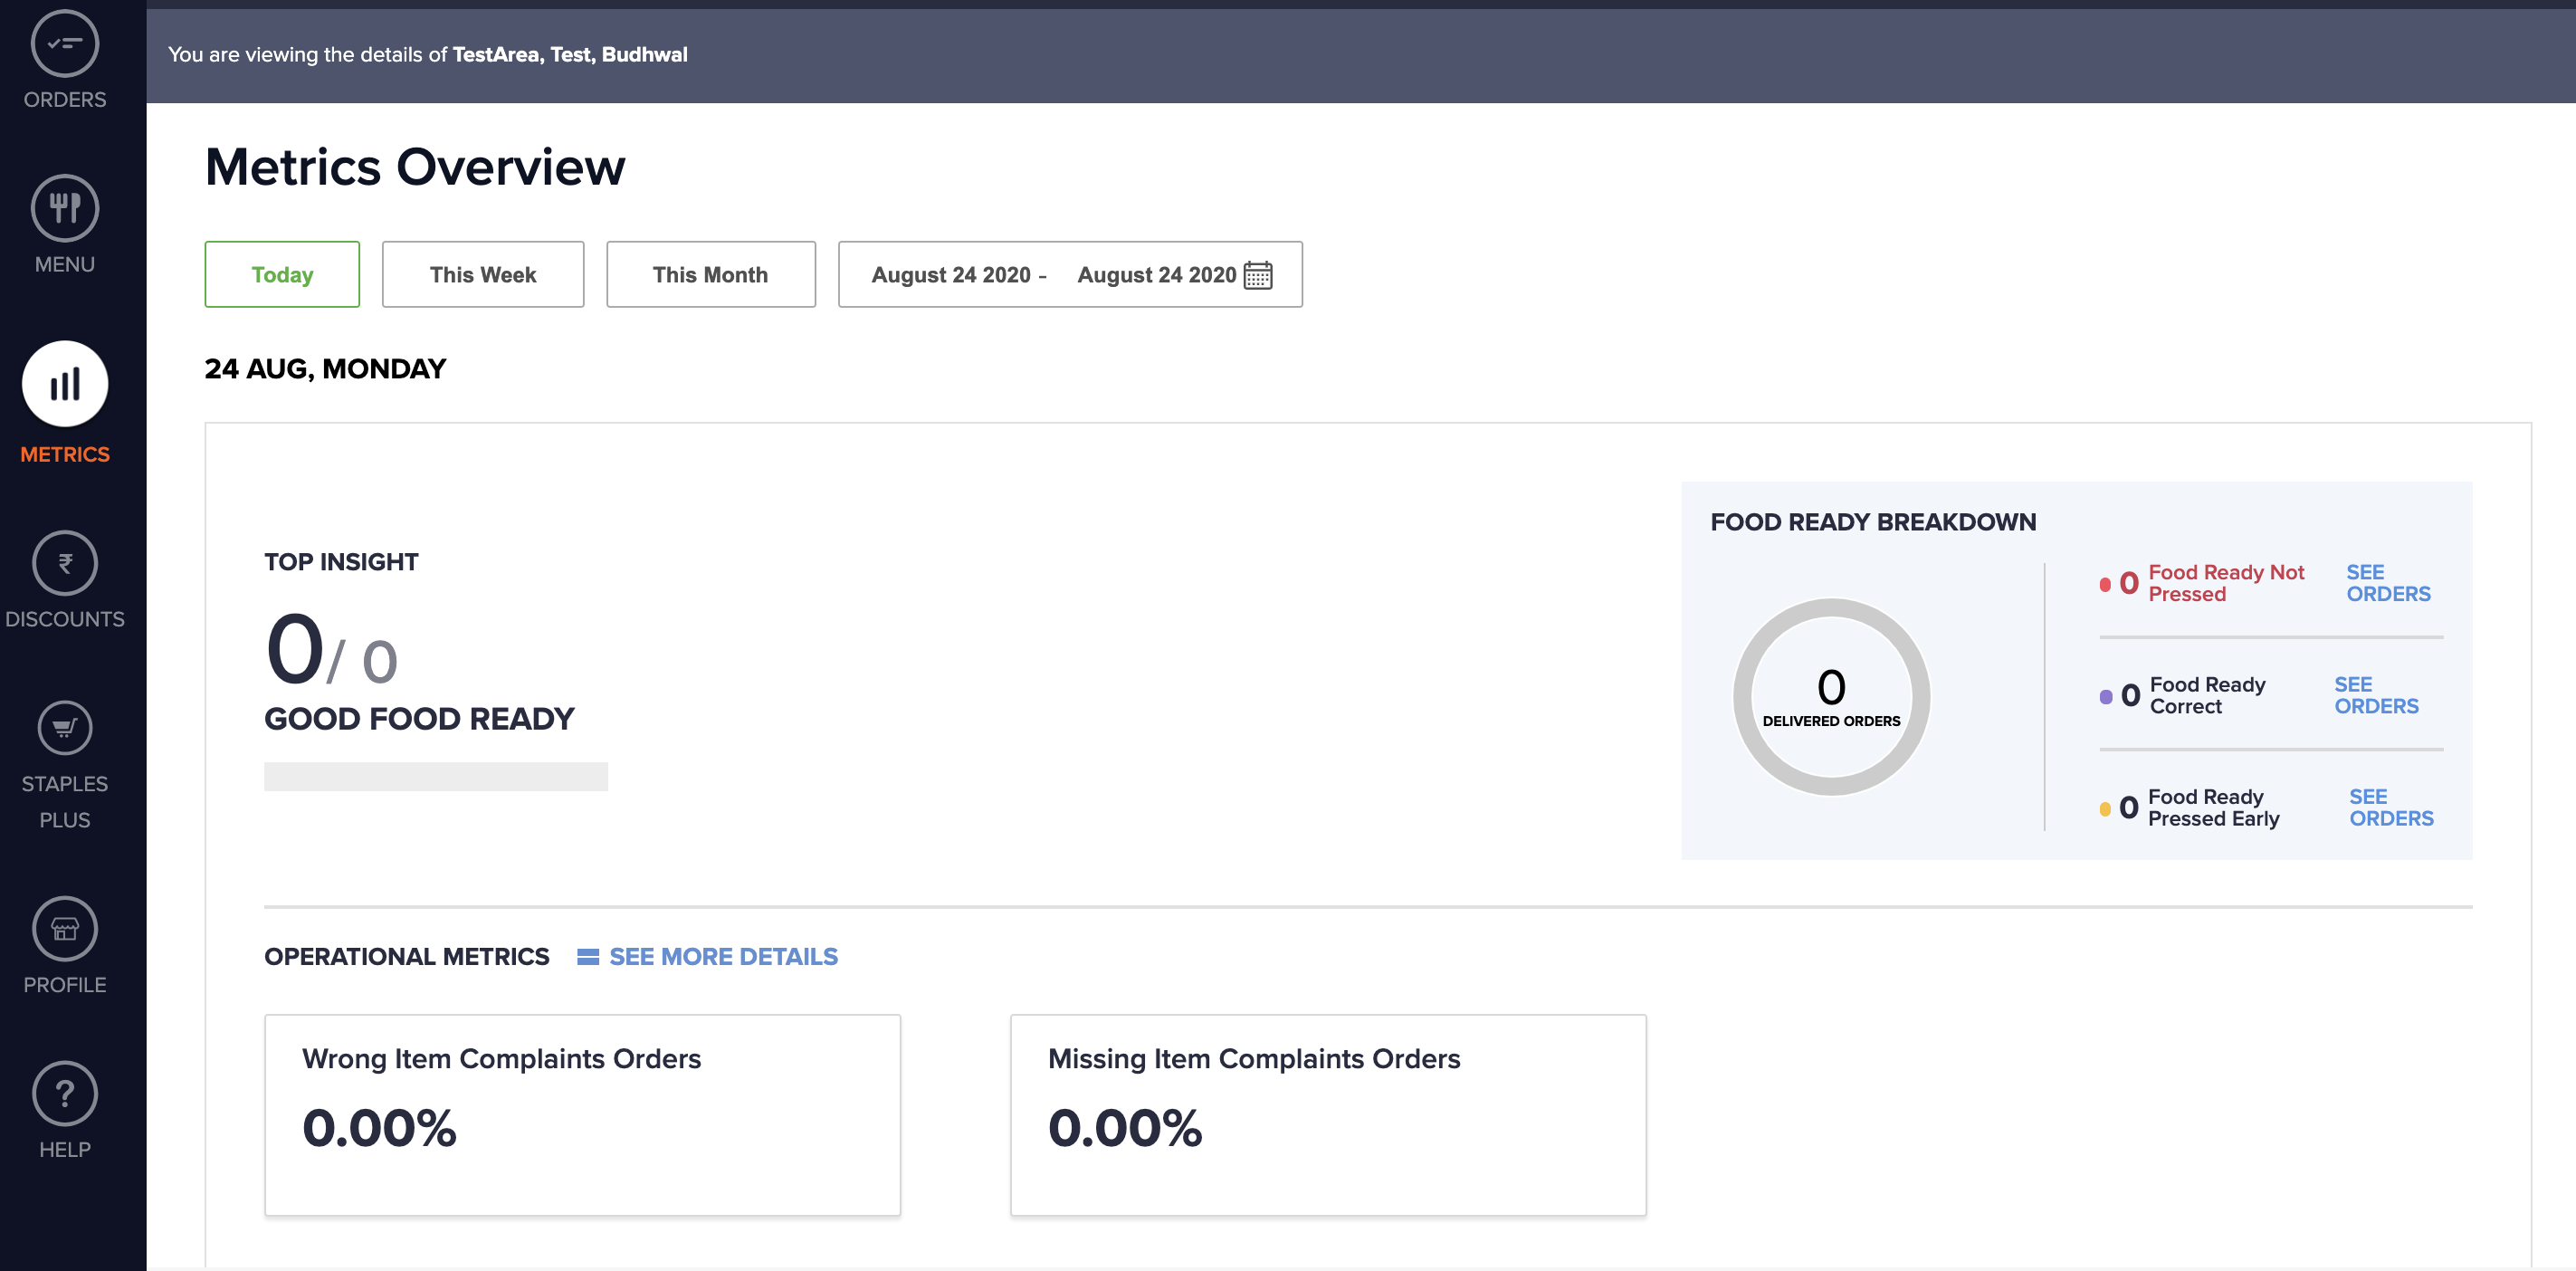 You are viewing the details of TestArea, Test, Budhwal
ORDERS
MENU
METRICS
₹
DISCOUNTS
STAPLES
PLUS
PROFILE
?
HELP
Metrics Overview
Today
This Week
This Month
August 24 2020 - August 24 2020
24 AUG, MONDAY
TOP INSIGHT
0/ 0
GOOD FOOD READY
FOOD READY BREAKDOWN
0
DELIVERED ORDERS
0 Food Ready Not
Pressed
SEE
ORDERS
0 Food Ready
Correct
SEE
ORDERS
0 Food Ready
Pressed Early
SEE
ORDERS
OPERATIONAL METRICS
SEE MORE DETAILS
Wrong Item Complaints Orders
0.00%
Missing Item Complaints Orders
0.00%